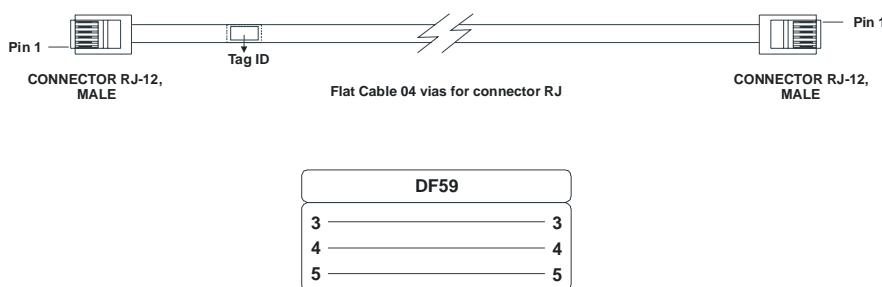 Pin 1
Pin 1
Tag ID
CONNECTOR RJ-12,
MALE
Flat Cable 04 vias for connector RJ
CONNECTOR RJ-12,
MALE
DF59
3 3
4 4
5 5